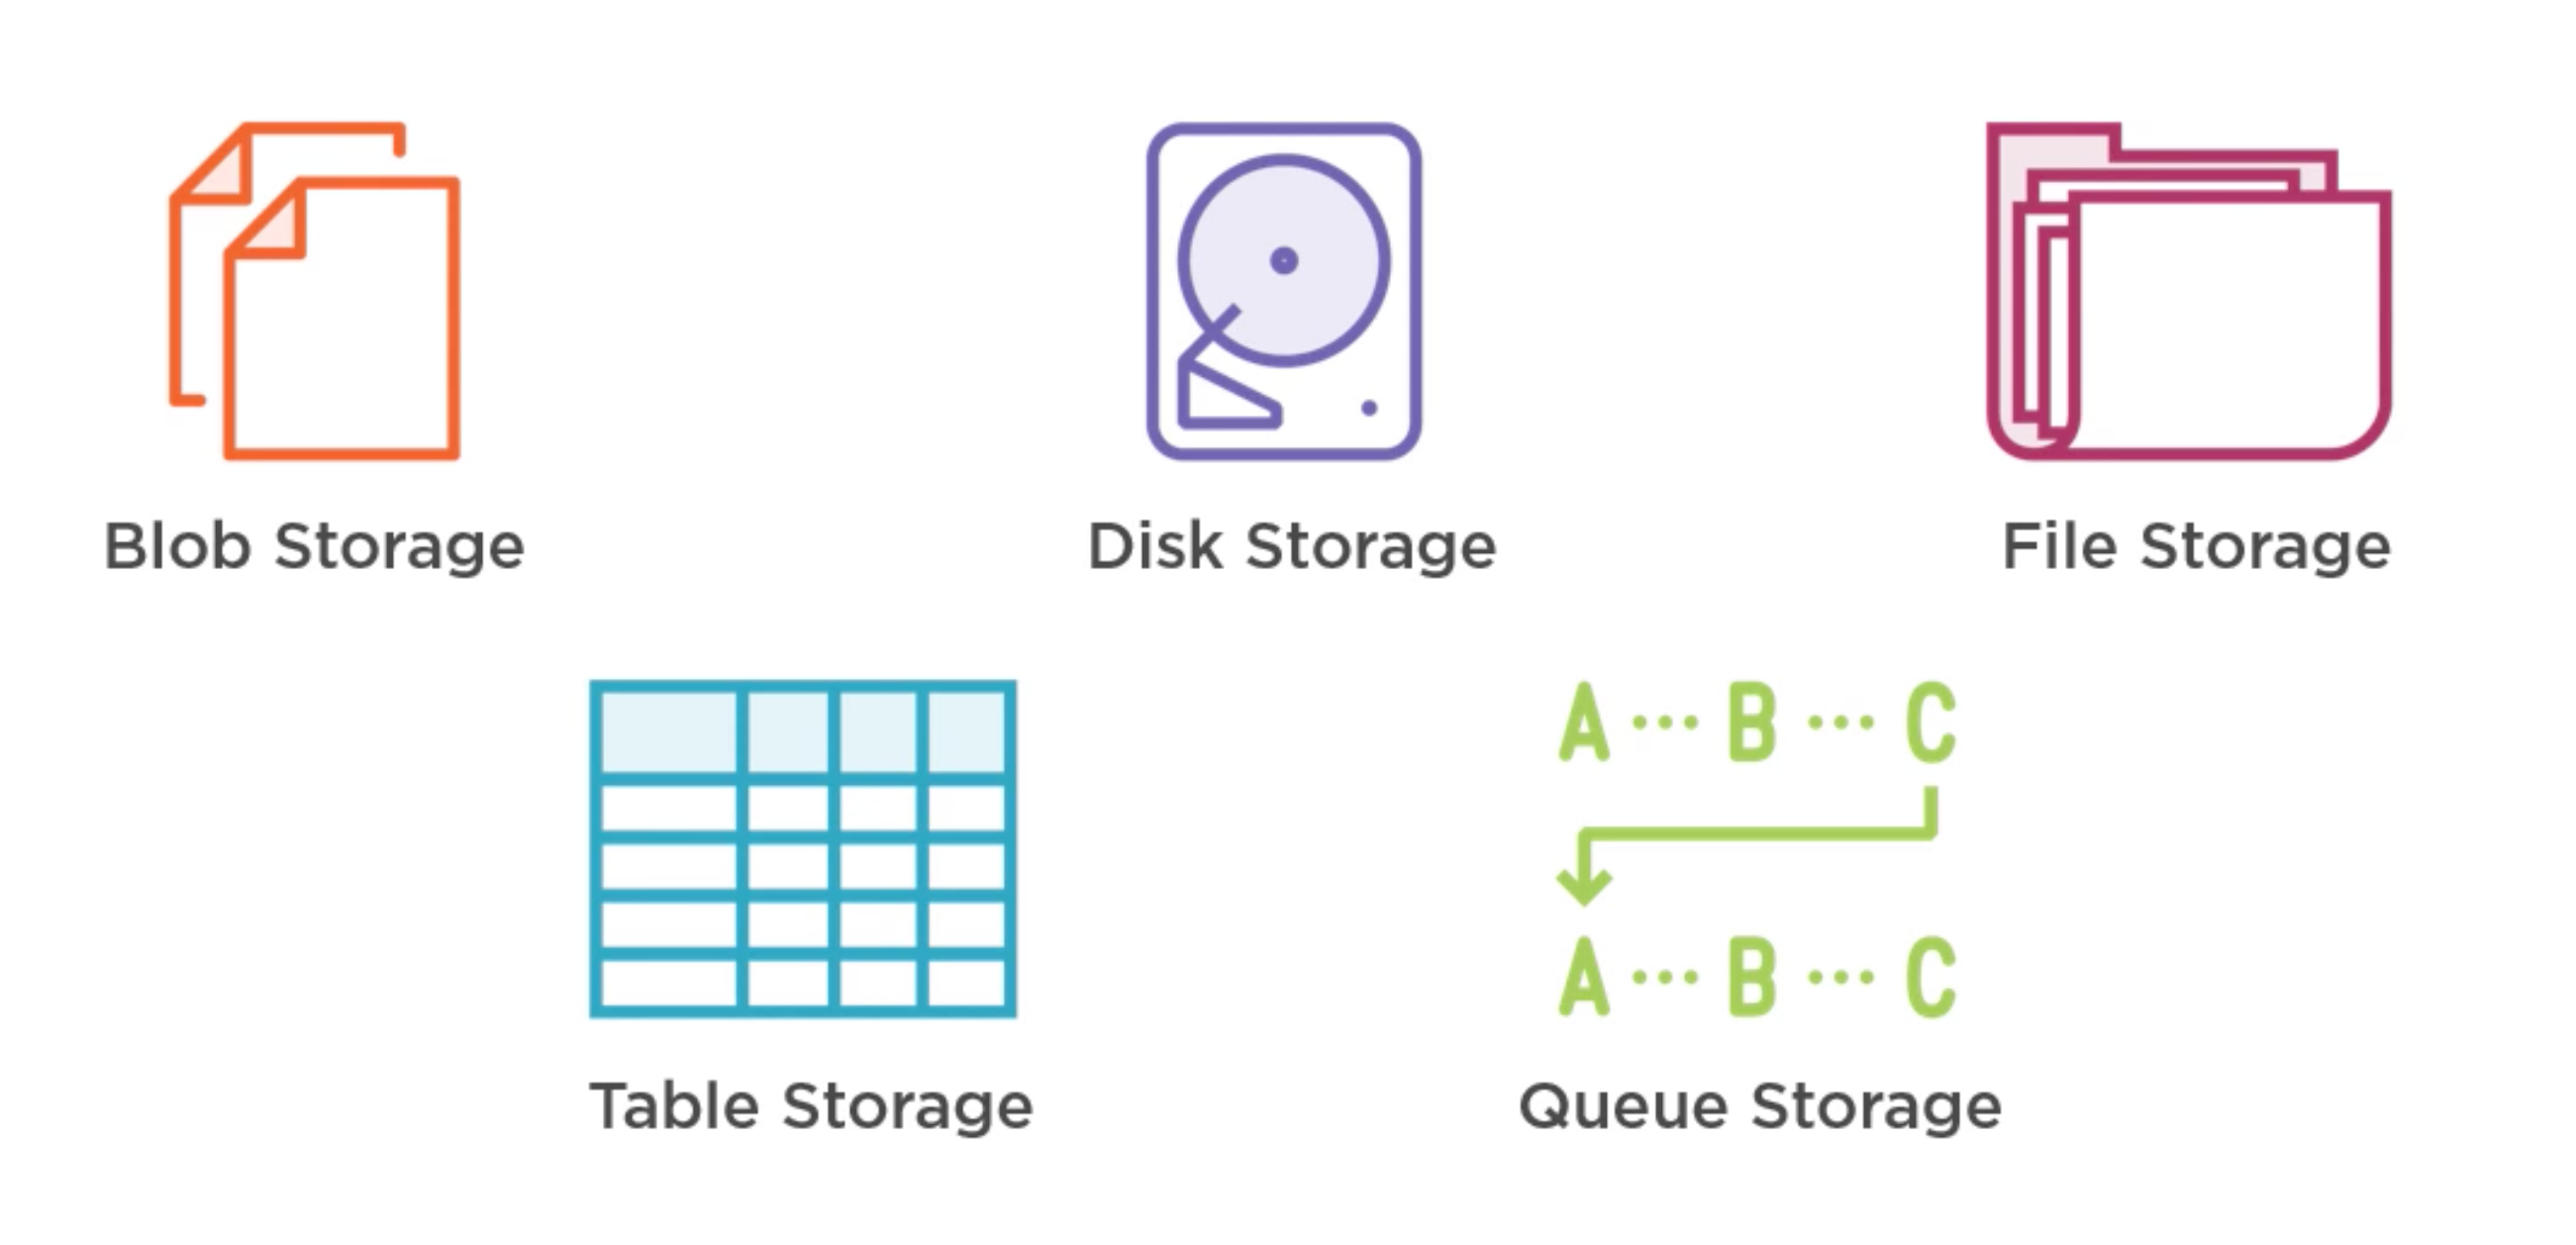 Blob Storage
Disk Storage
File Storage
A ··· B ··· C
A ··· B ··· C
Table Storage
Queue Storage